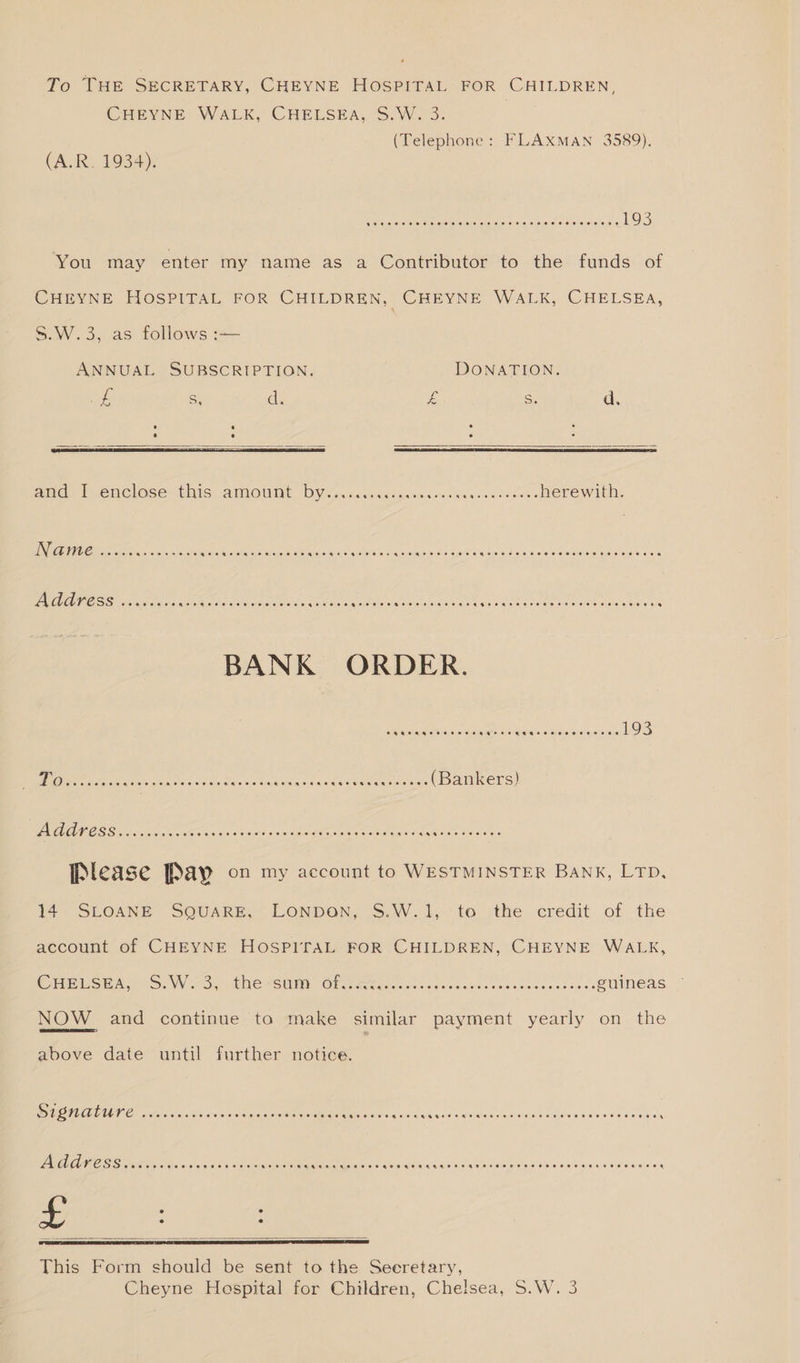 To THE SECRETARY, CHEYNE HOSPITAL FOR CHILDREN,
CHEYNE WALK, CHELSEA, S.W. 3.
(Telephone : FLAXMAN 3589).
(A.R. 1934).
..........................................193
You may enter my name as a Contributor to the funds of
CHEYNE HOSPITAL FOR CHILDREN, CHEYNE WALK, CHELSEA,
S.W. 3, as follows :—
ANNUAL SUBSCRIPTION. DONATION.
£ s. d. £ s. d.
: : : :
and I enclose this amount by...................................herewith.
Name ..........................................................................................
Address ..........................................................................................
BANK ORDER.
.......................................193
To..............................................................(Bankers)
Address................................................................
Please Pay on my account to WESTMINSTER BANK, LTD.
14 SLOANE SQUARE, LONDON, S.W. 1, to the credit of the
account of CHEYNE HOSPITAL FOR CHILDREN, CHEYNE WALK,
CHELSEA, S.W. 3, the sum of............................................guineas
NOW and continue to make similar payment yearly on the
above date until further notice.
Signature ......................................................................................
Address..........................................................................................
£ : :
This Form should be sent to the Secretary,
Cheyne Hospital for Children, Chelsea, S.W. 3